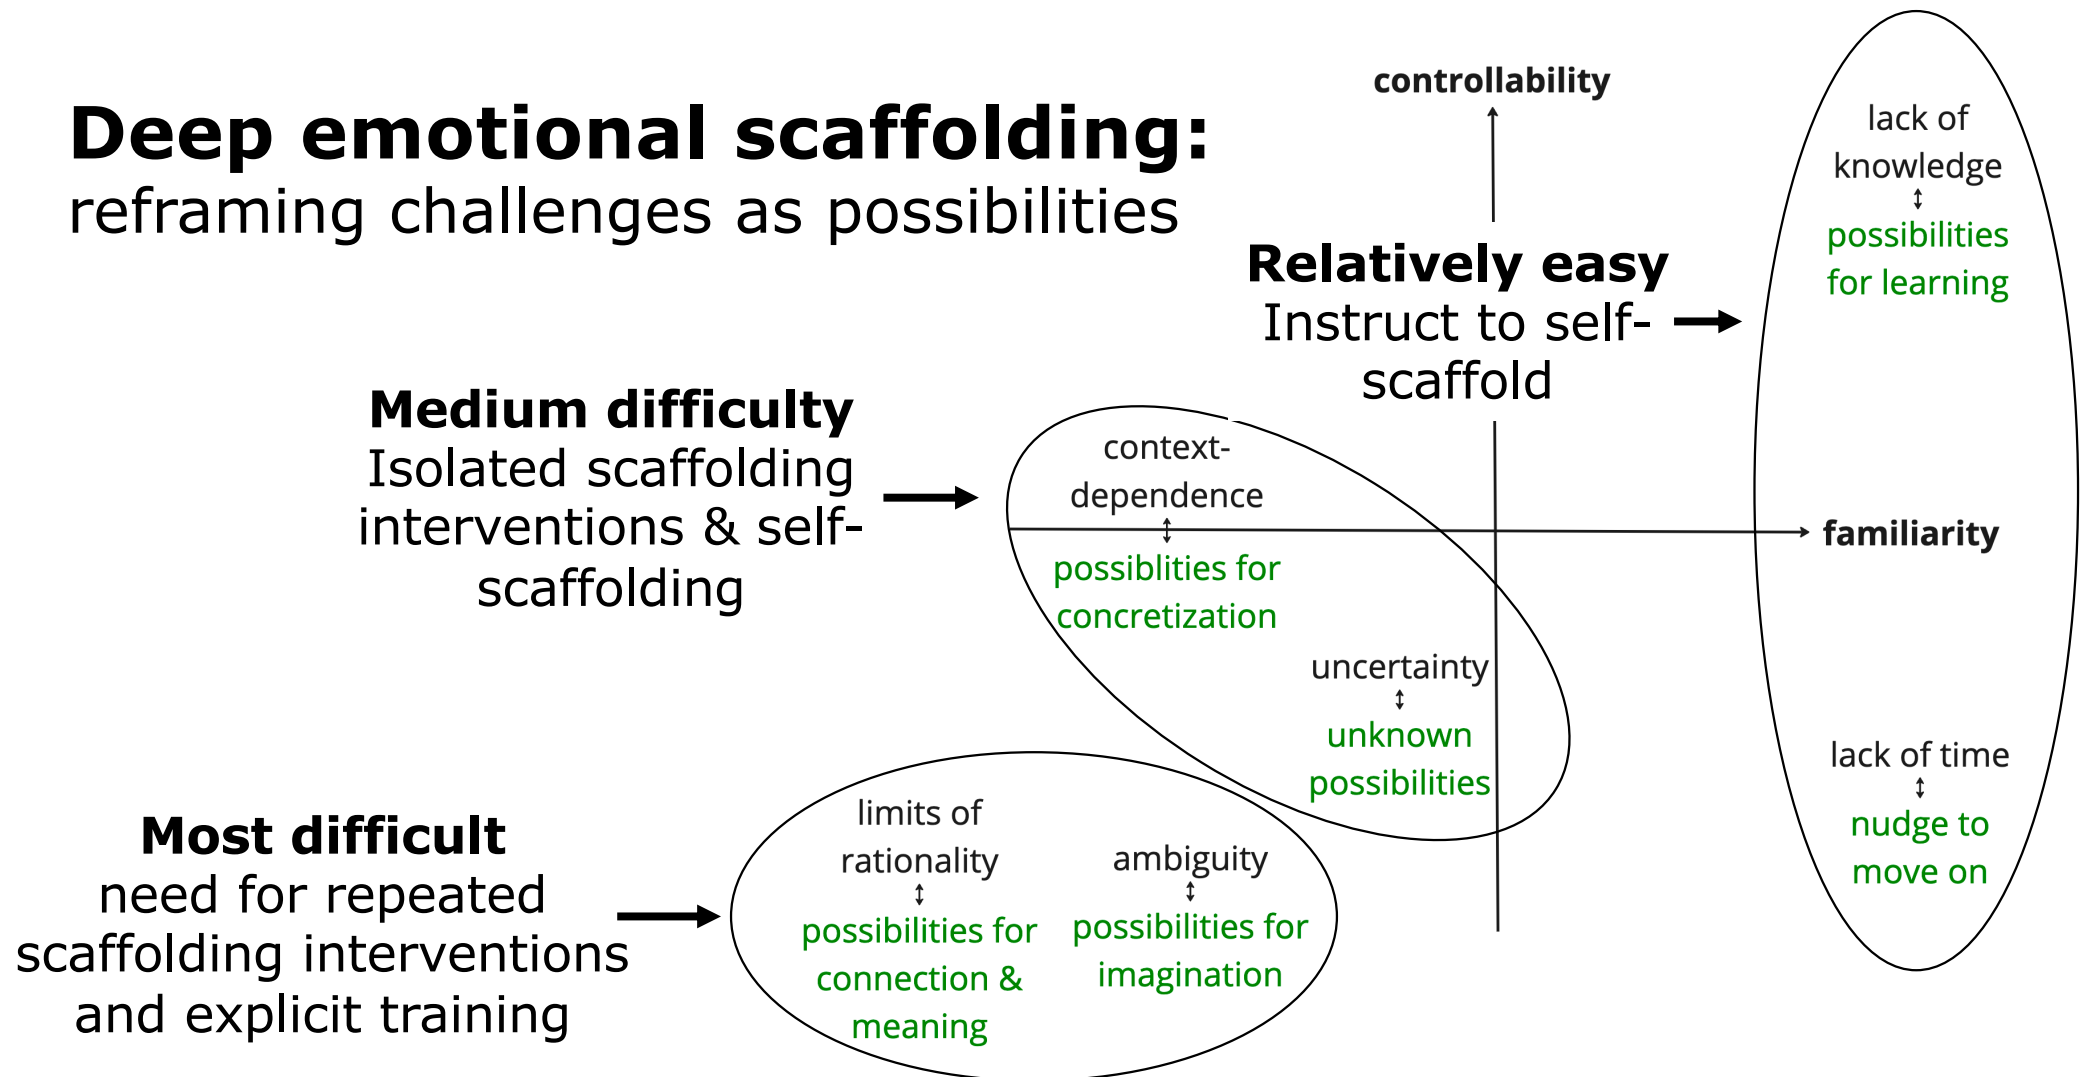 Deep emotional scaffolding:
reframing challenges as possibilities
controllability
lack of
knowledge
possibilities
for learning
Relatively easy
Instruct to self-
scaffold
Medium difficulty
Isolated scaffolding
interventions & self-
scaffolding
context-
dependence
possiblities for
concretization
familiarity
uncertainty
unknown
possibilities
lack of time
nudge to
move on
Most difficult
need for repeated
scaffolding interventions
and explicit training
limits of
rationality
possibilities for
connection &
meaning
ambiguity
possibilities for
imagination